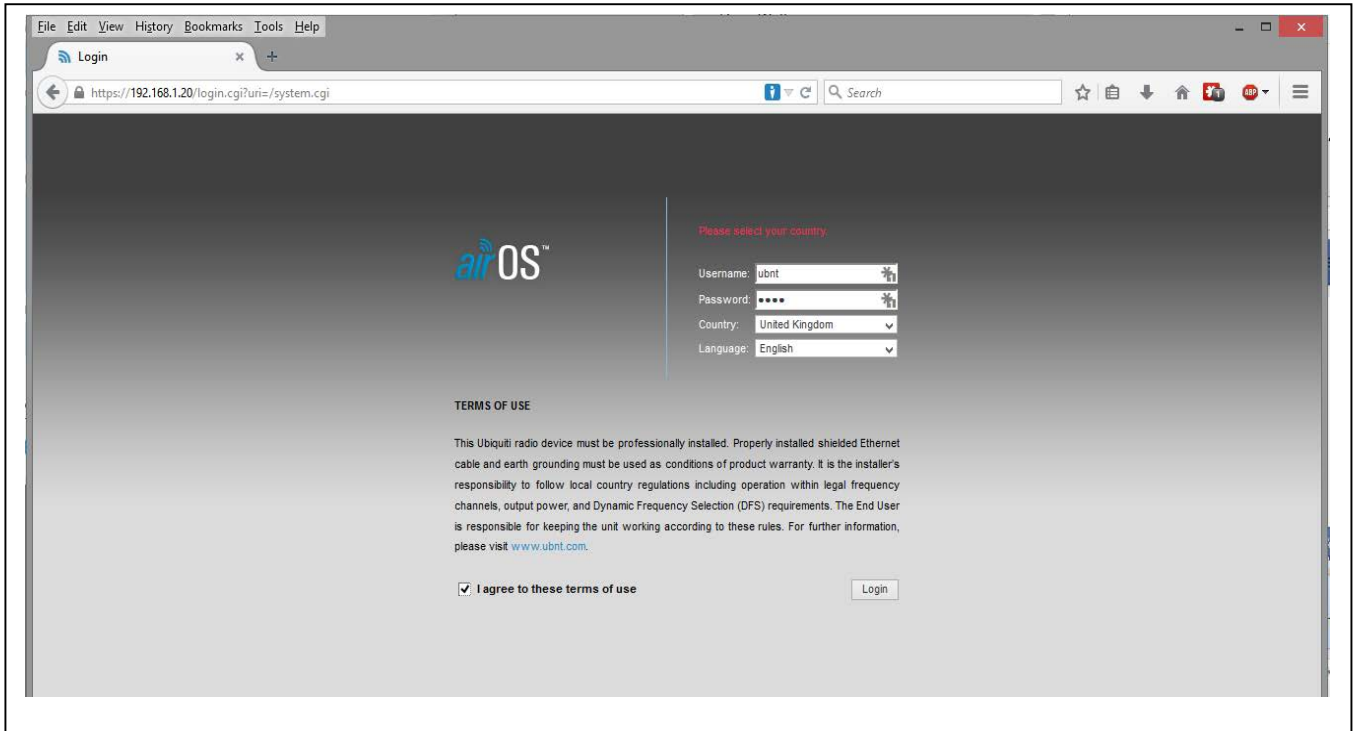 File Edit View History Bookmarks Tools Help
Login
https://192.168.1.20/login.cgi?uri=/system.cgi
Search
1
ABP
Please select your country.
airOS™
Username: ubnt
Password: ••••
Country: United Kingdom
Language: English
TERMS OF USE
This Ubiquiti radio device must be professionally installed. Properly installed shielded Ethernet
cable and earth grounding must be used as conditions of product warranty. It is the installer's
responsibility to follow local country regulations including operation within legal frequency
channels, output power, and Dynamic Frequency Selection (DFS) requirements. The End User
is responsible for keeping the unit working according to these rules. For further information,
please visit www.ubnt.com.
I agree to these terms of use
Login